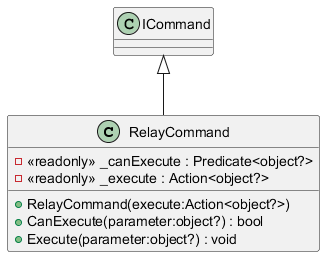 C ICommand
C RelayCommand
«readonly» _canExecute : Predicate<object?>
«readonly» _execute : Action<object?>
RelayCommand(execute:Action<object?>)
CanExecute(parameter:object?) : bool
Execute(parameter:object?) : void